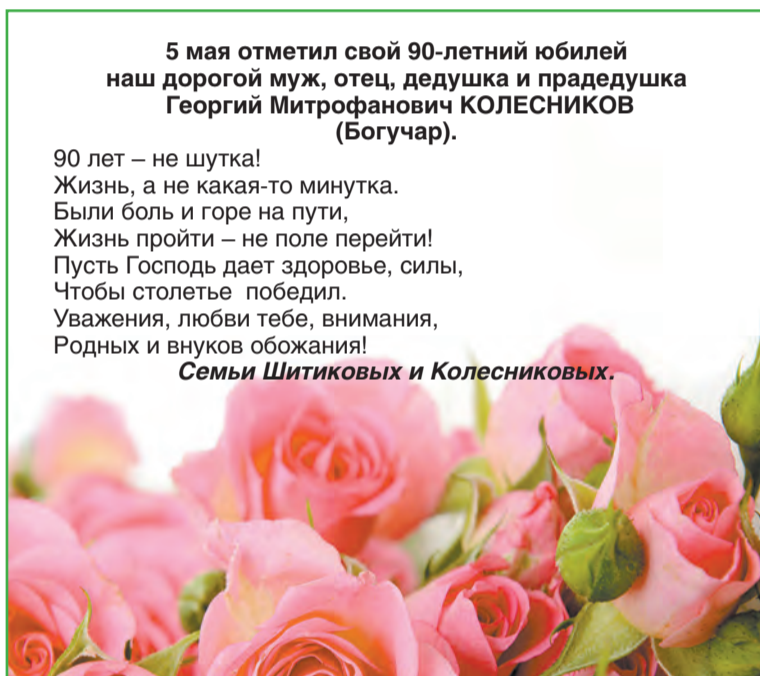 5 мая отметил свой 90-летний юбилей
наш дорогой муж, отец, дедушка и прадедушка
Георгий Митрофанович КОЛЕСНИКОВ
(Богучар).
90 лет – не шутка!
Жизнь, а не какая-то минутка.
Были боль и горе на пути,
Жизнь пройти – не поле перейти!
Пусть Господь дает здоровье, силы,
Чтобы столетье победил.
Уважения, любви тебе, внимания,
Родных и внуков обожания!
Семьи Шитиковых и Колесниковых.